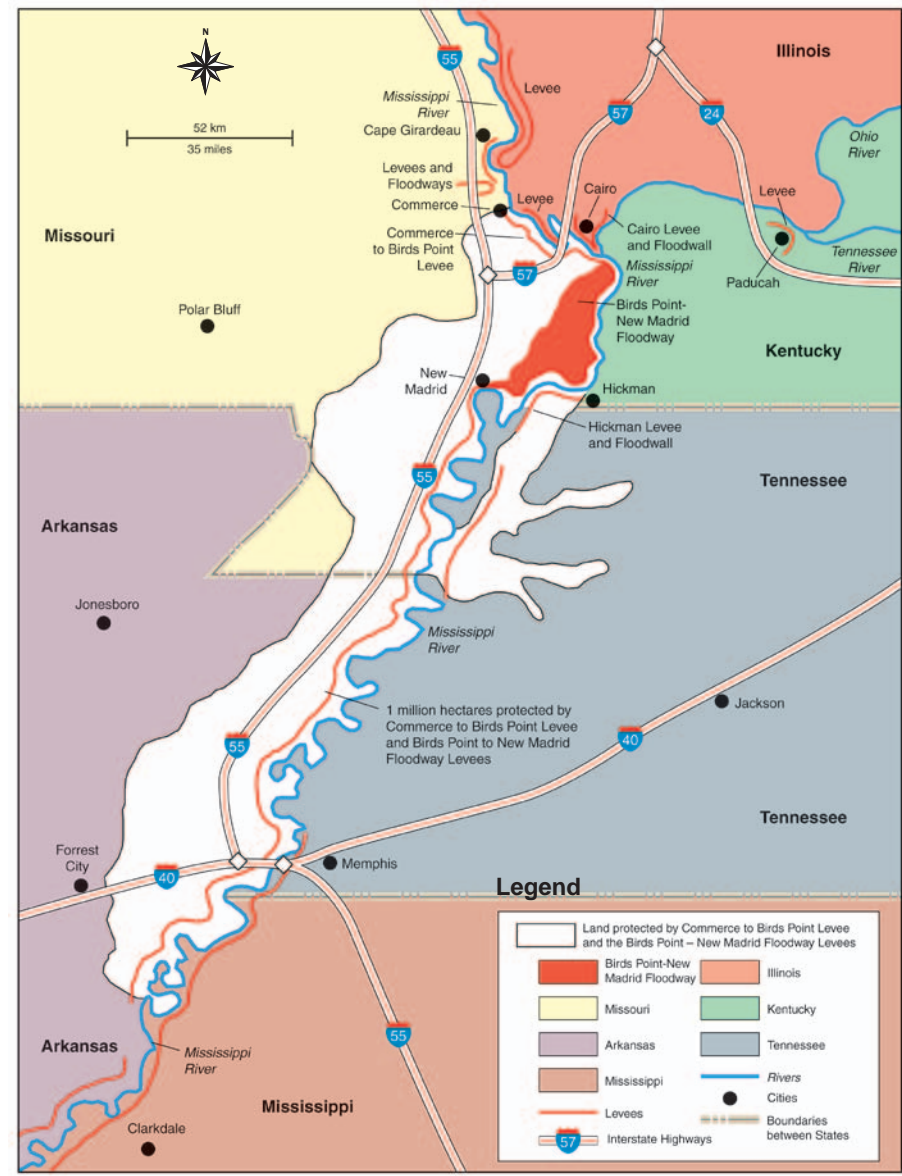 N
52 km
35 miles
55
Mississippi
River
Cape Girardeau
Levees and
Floodways
Commerce
Commerce
to Birds Point
Levee
Missouri
Polar Bluff
New
Madrid
Levee
Levee
57
24
Illinois
Ohio
River
Cairo
Cairo Levee
and Floodwall
Levee
Paducah
Tennessee
River
57
Mississippi
River
Birds Point-
New Madrid
Floodway
Kentucky
Hickman
Hickman Levee
and Floodwall
55
Tennessee
Arkansas
Jonesboro
Mississippi
River
1 million hectares protected by
Commerce to Birds Point Levee
and Birds Point to New Madrid
Floodway Levees
Jackson
40
55
Tennessee
Forrest
City
40
Memphis
55
Arkansas
Mississippi
River
Mississippi
Clarkdale
Legend
Land protected by Commerce to Birds Point Levee
and the Birds Point – New Madrid Floodway Levees
Birds Point-New
Madrid Floodway
Illinois
Missouri
Kentucky
Arkansas
Tennessee
Mississippi
Rivers
Cities
Levees
Boundaries
between States
57
Interstate Highways